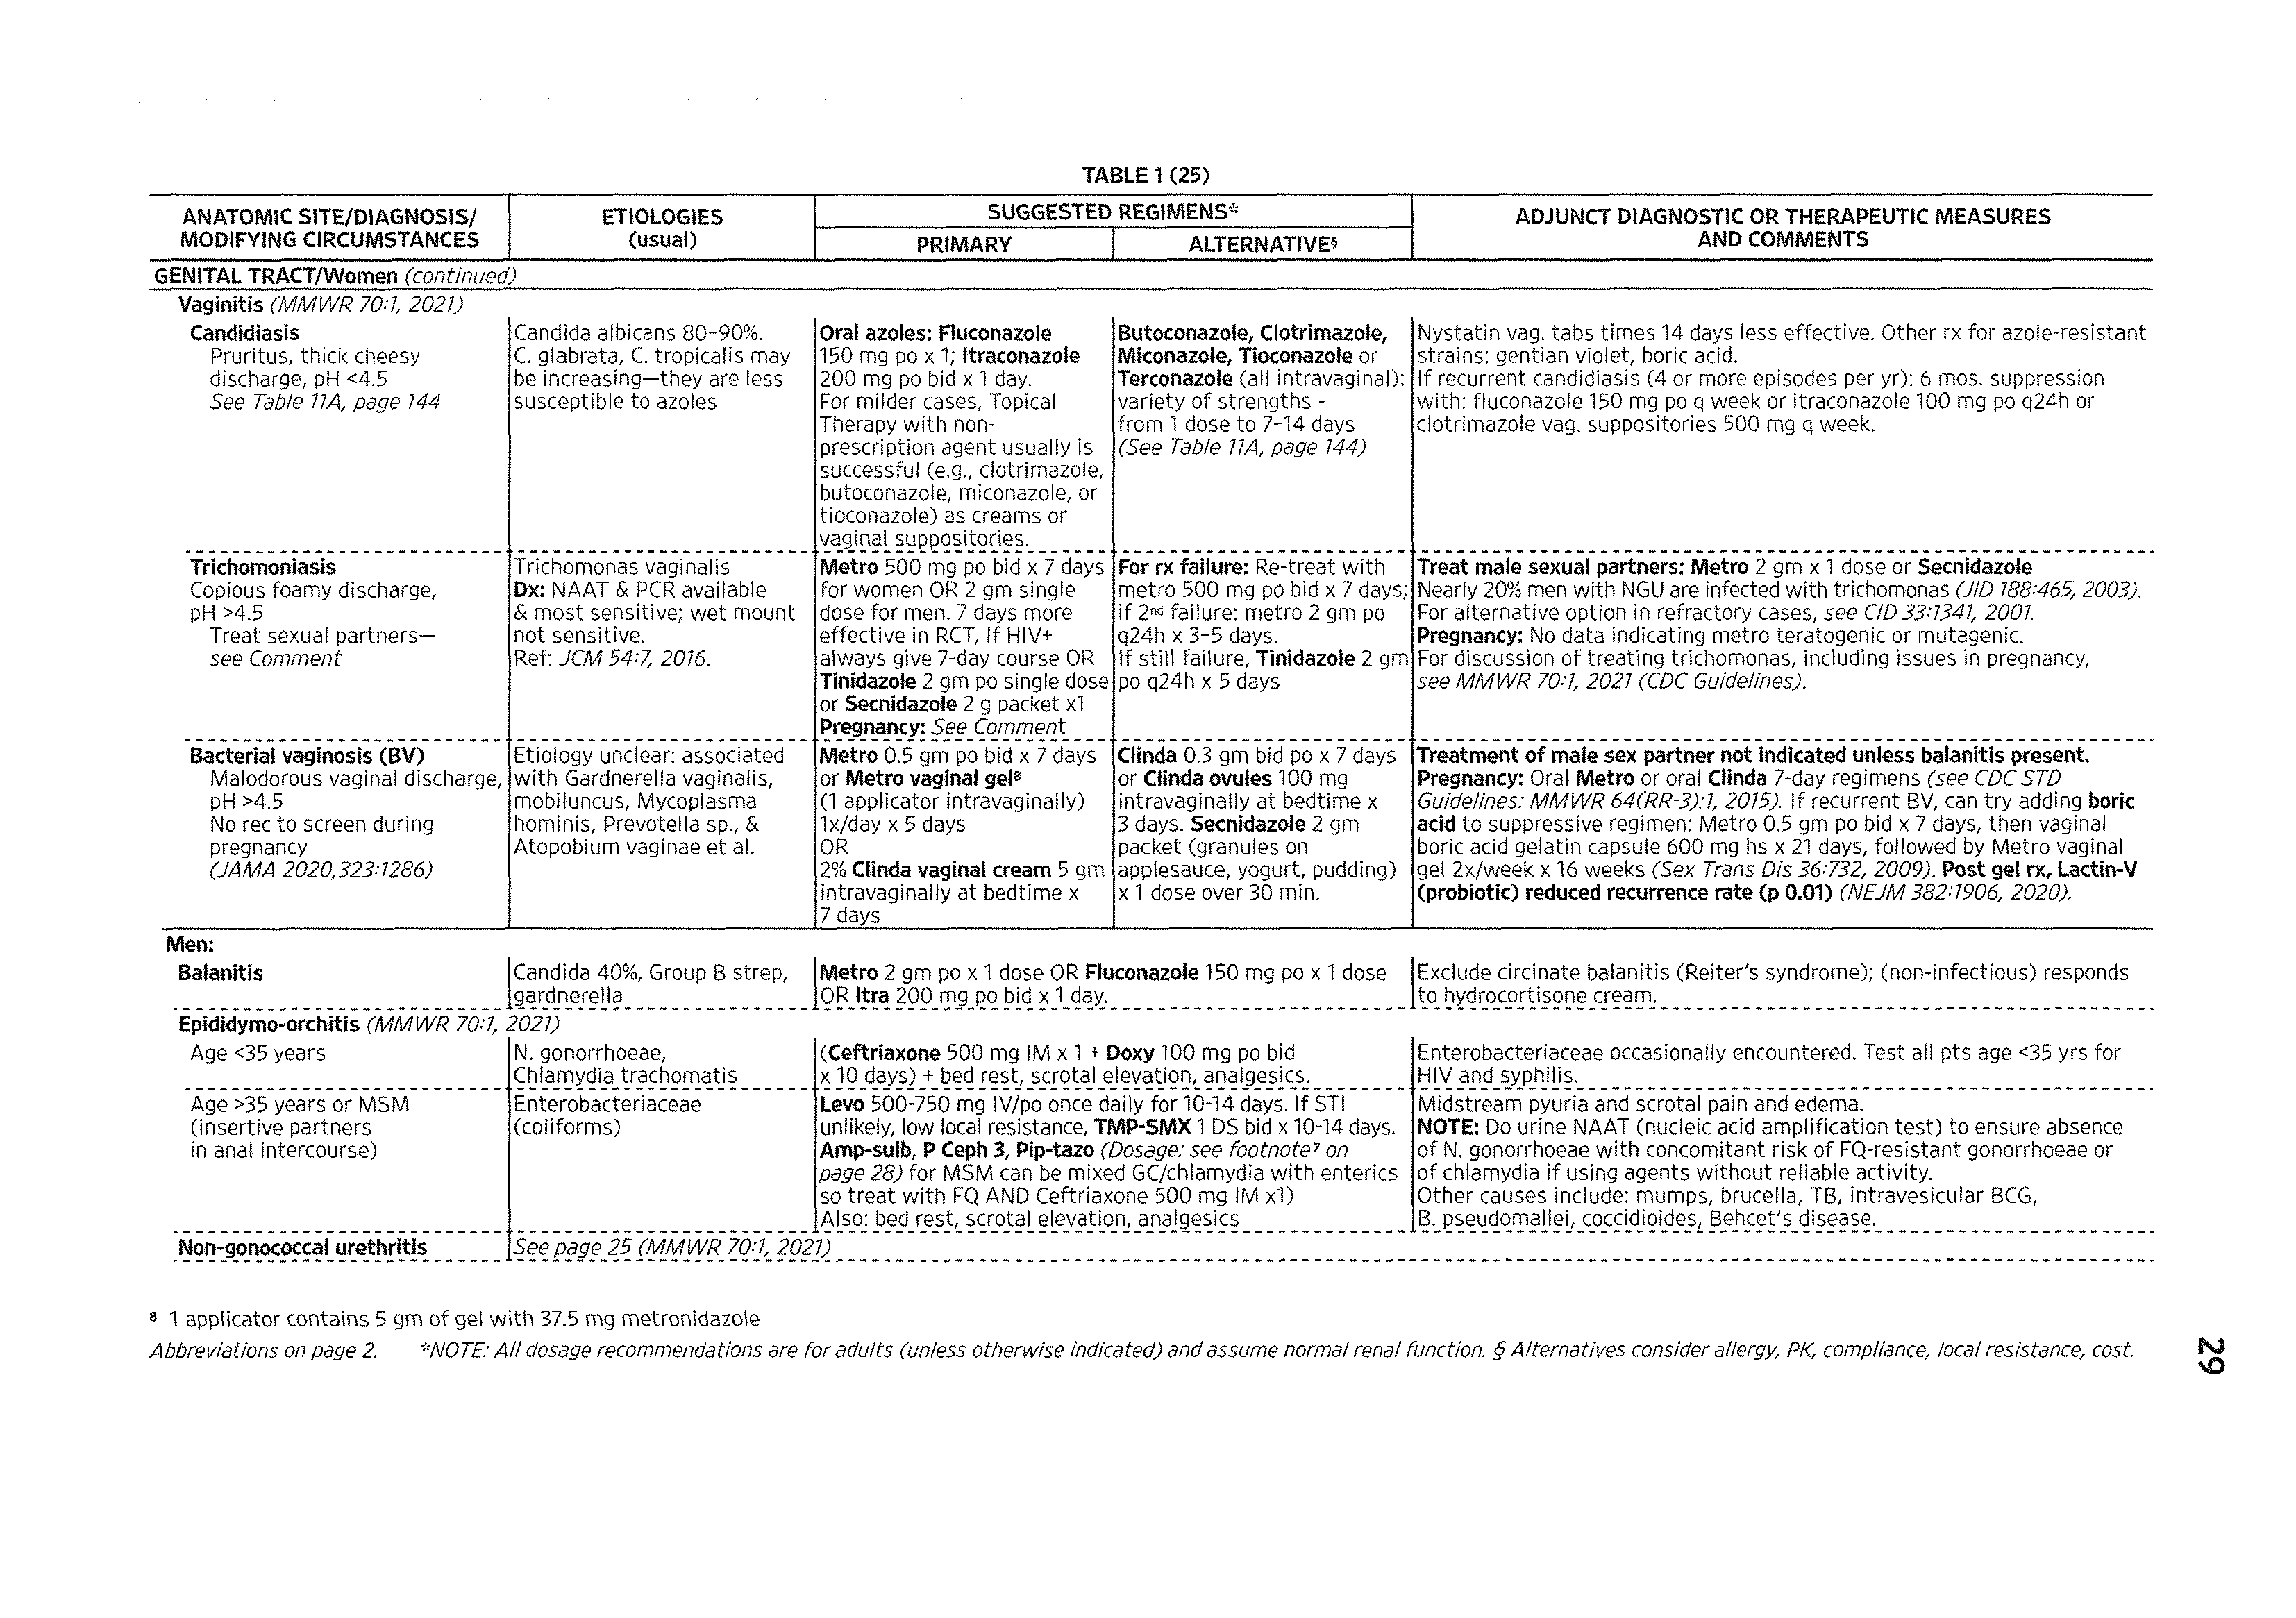 TABLE 1 (25)
ANATOMIC SITE/DIAGNOSIS/
MODIFYING CIRCUMSTANCES
ETIOLOGIES
(usual)
SUGGESTED REGIMENS*
PRIMARY
ALTERNATIVE§
ADJUNCT DIAGNOSTIC OR THERAPEUTIC MEASURES
AND COMMENTS
GENITAL TRACT/Women (continued)
Vaginitis (MMWR 70:1, 2021)
Candidiasis
Pruritus, thick cheesy
discharge, pH <4.5
See Table 11A, page 144
Candida albicans 80-90%.
C. glabrata, C. tropicalis may
be increasing—they are less
susceptible to azoles
Oral azoles: Fluconazole
150 mg po x 1; Itraconazole
200 mg po bid x 1 day.
For milder cases, Topical
Therapy with non-
prescription agent usually is
successful (e.g., clotrimazole,
butoconazole, miconazole, or
tioconazole) as creams or
vaginal suppositories.
Butoconazole, Clotrimazole,
Miconazole, Tioconazole or
Terconazole (all intravaginal):
variety of strengths -
from 1 dose to 7-14 days
(See Table 11A, page 144)
Nystatin vag. tabs times 14 days less effective. Other rx for azole-resistant
strains: gentian violet, boric acid.
If recurrent candidiasis (4 or more episodes per yr): 6 mos. suppression
with: fluconazole 150 mg po q week or itraconazole 100 mg po q24h or
clotrimazole vag. suppositories 500 mg q week.
Trichomoniasis
Copious foamy discharge,
pH >4.5
Treat sexual partners—
see Comment
Trichomonas vaginalis
Dx: NAAT & PCR available
& most sensitive; wet mount
not sensitive.
Ref: JCM 54:7, 2016.
Metro 500 mg po bid x 7 days
for women OR 2 gm single
dose for men. 7 days more
effective in RCT, If HIV+
always give 7-day course OR
Tinidazole 2 gm po single dose
or Secnidazole 2 g packet x1
Pregnancy: See Comment
For rx failure: Re-treat with
metro 500 mg po bid x 7 days;
if 2nd failure: metro 2 gm po
q24h x 3-5 days.
If still failure, Tinidazole 2 gm
po q24h x 5 days
Treat male sexual partners: Metro 2 gm x 1 dose or Secnidazole
Nearly 20% men with NGU are infected with trichomonas (JID 188:465, 2003).
For alternative option in refractory cases, see CID 33:1341, 2001.
Pregnancy: No data indicating metro teratogenic or mutagenic.
For discussion of treating trichomonas, including issues in pregnancy,
see MMWR 70:1, 2021 (CDC Guidelines).
Bacterial vaginosis (BV)
Malodorous vaginal discharge,
pH >4.5
No rec to screen during
pregnancy
(JAMA 2020,323:1286)
Etiology unclear: associated
with Gardnerella vaginalis,
mobiluncus, Mycoplasma
hominis, Prevotella sp., &
Atopobium vaginae et al.
Metro 0.5 gm po bid x 7 days
or Metro vaginal gel⁸
(1 applicator intravaginally)
1x/day x 5 days
OR
2% Clinda vaginal cream 5 gm
intravaginally at bedtime x
7 days
Clinda 0.3 gm bid po x 7 days
or Clinda ovules 100 mg
intravaginally at bedtime x
3 days. Secnidazole 2 gm
packet (granules on
applesauce, yogurt, pudding)
x 1 dose over 30 min.
Treatment of male sex partner not indicated unless balanitis present.
Pregnancy: Oral Metro or oral Clinda 7-day regimens (see CDC STD
Guidelines: MMWR 64(RR-3):1, 2015). If recurrent BV, can try adding boric
acid to suppressive regimen: Metro 0.5 gm po bid x 7 days, then vaginal
boric acid gelatin capsule 600 mg hs x 21 days, followed by Metro vaginal
gel 2x/week x 16 weeks (Sex Trans Dis 36:732, 2009). Post gel rx, Lactin-V
(probiotic) reduced recurrence rate (p 0.01) (NEJM 382:1906, 2020).
Men:
Balanitis
Candida 40%, Group B strep,
gardnerella
Metro 2 gm po x 1 dose OR Fluconazole 150 mg po x 1 dose
OR Itra 200 mg po bid x 1 day.
Exclude circinate balanitis (Reiter's syndrome); (non-infectious) responds
to hydrocortisone cream.
Epididymo-orchitis (MMWR 70:1, 2021)
Age <35 years
N. gonorrhoeae,
Chlamydia trachomatis
(Ceftriaxone 500 mg IM x 1 + Doxy 100 mg po bid
x 10 days) + bed rest, scrotal elevation, analgesics.
Enterobacteriaceae occasionally encountered. Test all pts age <35 yrs for
HIV and syphilis.
Age >35 years or MSM
(insertive partners
in anal intercourse)
Enterobacteriaceae
(coliforms)
Levo 500-750 mg IV/po once daily for 10-14 days. If STI
unlikely, low local resistance, TMP-SMX 1 DS bid x 10-14 days.
Amp-sulb, P Ceph 3, Pip-tazo (Dosage: see footnote⁷ on
page 28) for MSM can be mixed GC/chlamydia with enterics
so treat with FQ AND Ceftriaxone 500 mg IM x1)
Also: bed rest, scrotal elevation, analgesics
Midstream pyuria and scrotal pain and edema.
NOTE: Do urine NAAT (nucleic acid amplification test) to ensure absence
of N. gonorrhoeae with concomitant risk of FQ-resistant gonorrhoeae or
of chlamydia if using agents without reliable activity.
Other causes include: mumps, brucella, TB, intravesicular BCG,
B. pseudomallei, coccidioides, Behcet's disease.
Non-gonococcal urethritis
See page 25 (MMWR 70:1, 2021)
⁸ 1 applicator contains 5 gm of gel with 37.5 mg metronidazole
Abbreviations on page 2. *NOTE: All dosage recommendations are for adults (unless otherwise indicated) and assume normal renal function. § Alternatives consider allergy, PK, compliance, local resistance, cost.
29